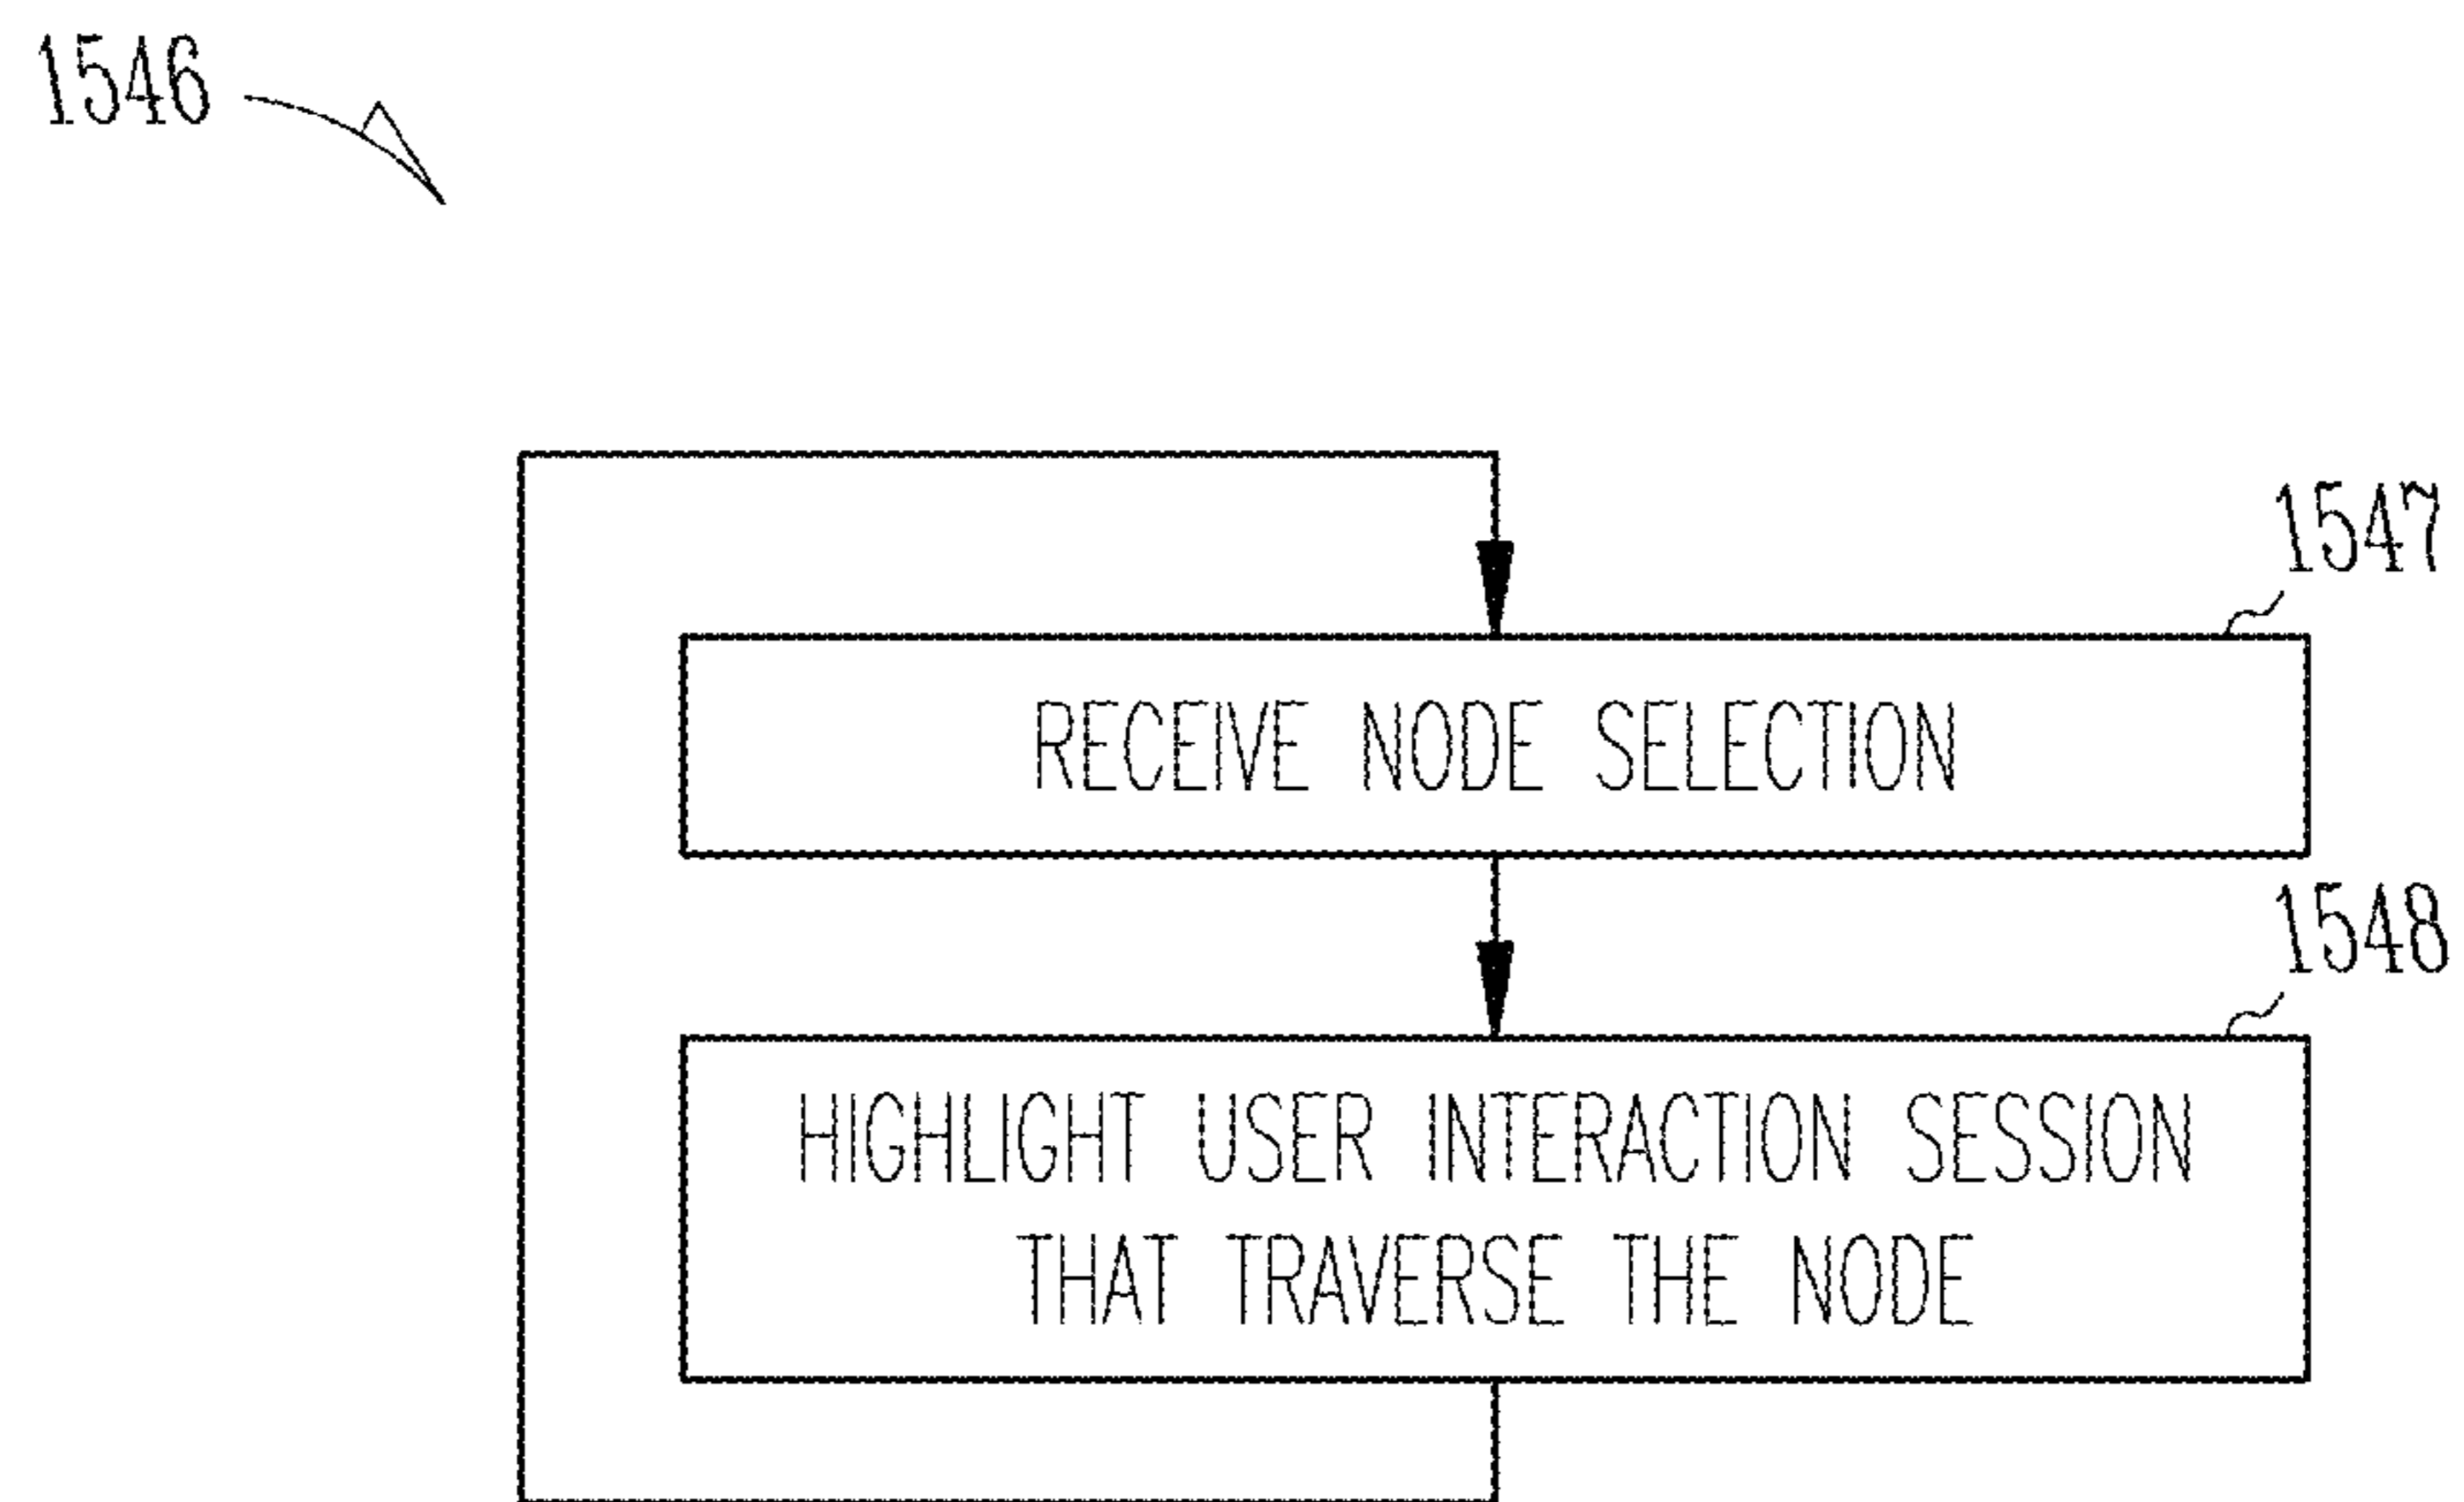 1546
1547
RECEIVE NODE SELECTION
1548
HIGHLIGHT USER INTERACTION SESSION
THAT TRAVERSE THE NODE